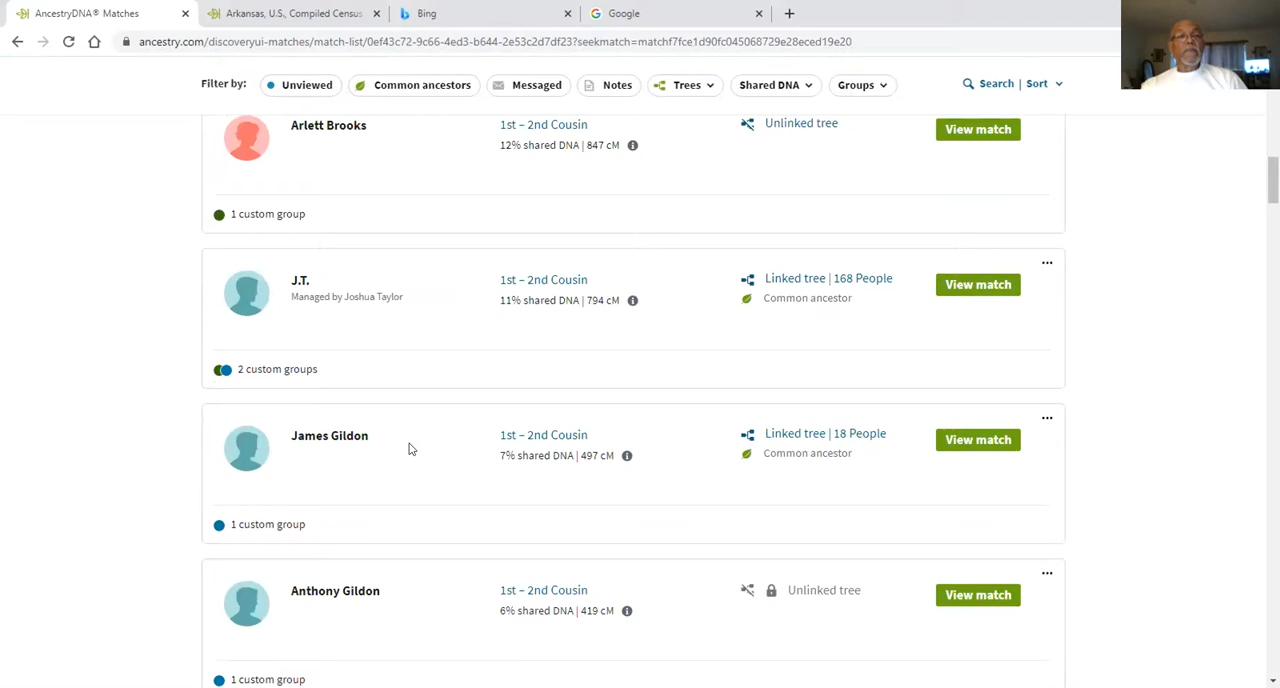 AncestryDNA® Matches
Arkansas, U.S., Compiled Census
Bing
Google
ancestry.com/discoveryui-matches/match-list/0ef43c72-9c66-4ed3-b644-2e53c2d7df23?seekmatch=matchf7fce1d90fc045068729e28eced19e20
Filter by: Unviewed Common ancestors Messaged Notes Trees Shared DNA Groups Search | Sort
Arlett Brooks 1st – 2nd Cousin Unlinked tree View match
12% shared DNA | 847 cM
1 custom group
J.T. 1st – 2nd Cousin Linked tree | 168 People View match
Managed by Joshua Taylor 11% shared DNA | 794 cM Common ancestor
2 custom groups
James Gildon 1st – 2nd Cousin Linked tree | 18 People View match
7% shared DNA | 497 cM Common ancestor
1 custom group
Anthony Gildon 1st – 2nd Cousin Unlinked tree View match
6% shared DNA | 419 cM
1 custom group